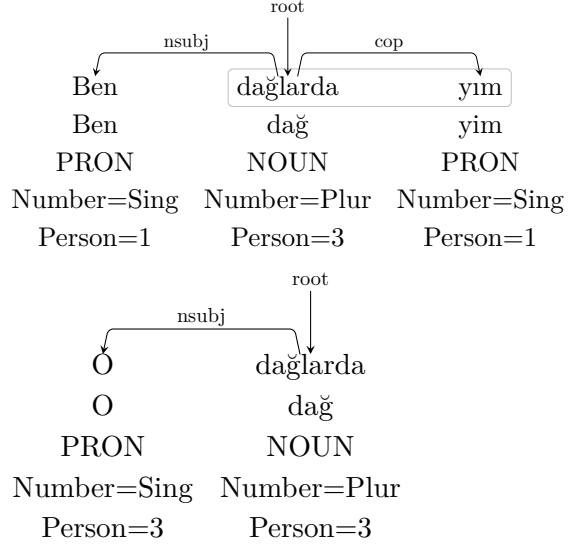 root
nsubj cop
Ben dağlarda yım
Ben dağ yim
PRON NOUN PRON
Number=Sing Number=Plur Number=Sing
Person=1 Person=3 Person=1
root
nsubj
O dağlarda
O dağ
PRON NOUN
Number=Sing Number=Plur
Person=3 Person=3